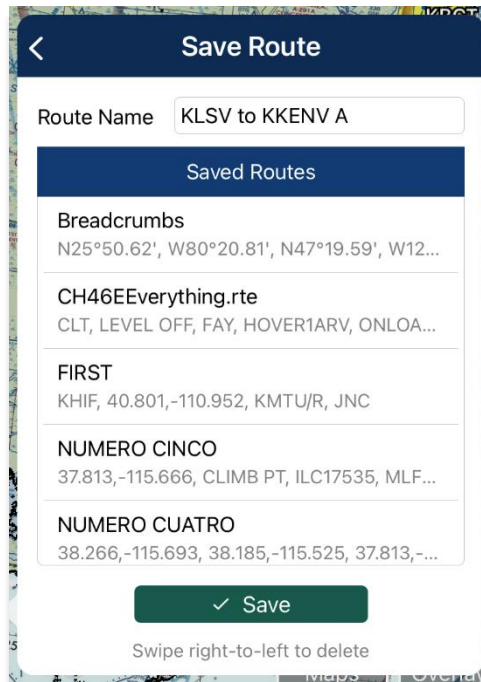 Save Route
Route Name KLSV to KKENV A
Saved Routes
Breadcrumbs
N25°50.62', W80°20.81', N47°19.59', W12...
CH46EEverything.rte
CLT, LEVEL OFF, FAY, HOVER1ARV, ONLOA...
FIRST
KHIF, 40.801,-110.952, KMTU/R, JNC
NUMERO CINCO
37.813,-115.666, CLIMB PT, ILC17535, MLF...
NUMERO CUATRO
38.266,-115.693, 38.185,-115.525, 37.813,-...
✓ Save
Swipe right-to-left to delete
Maps